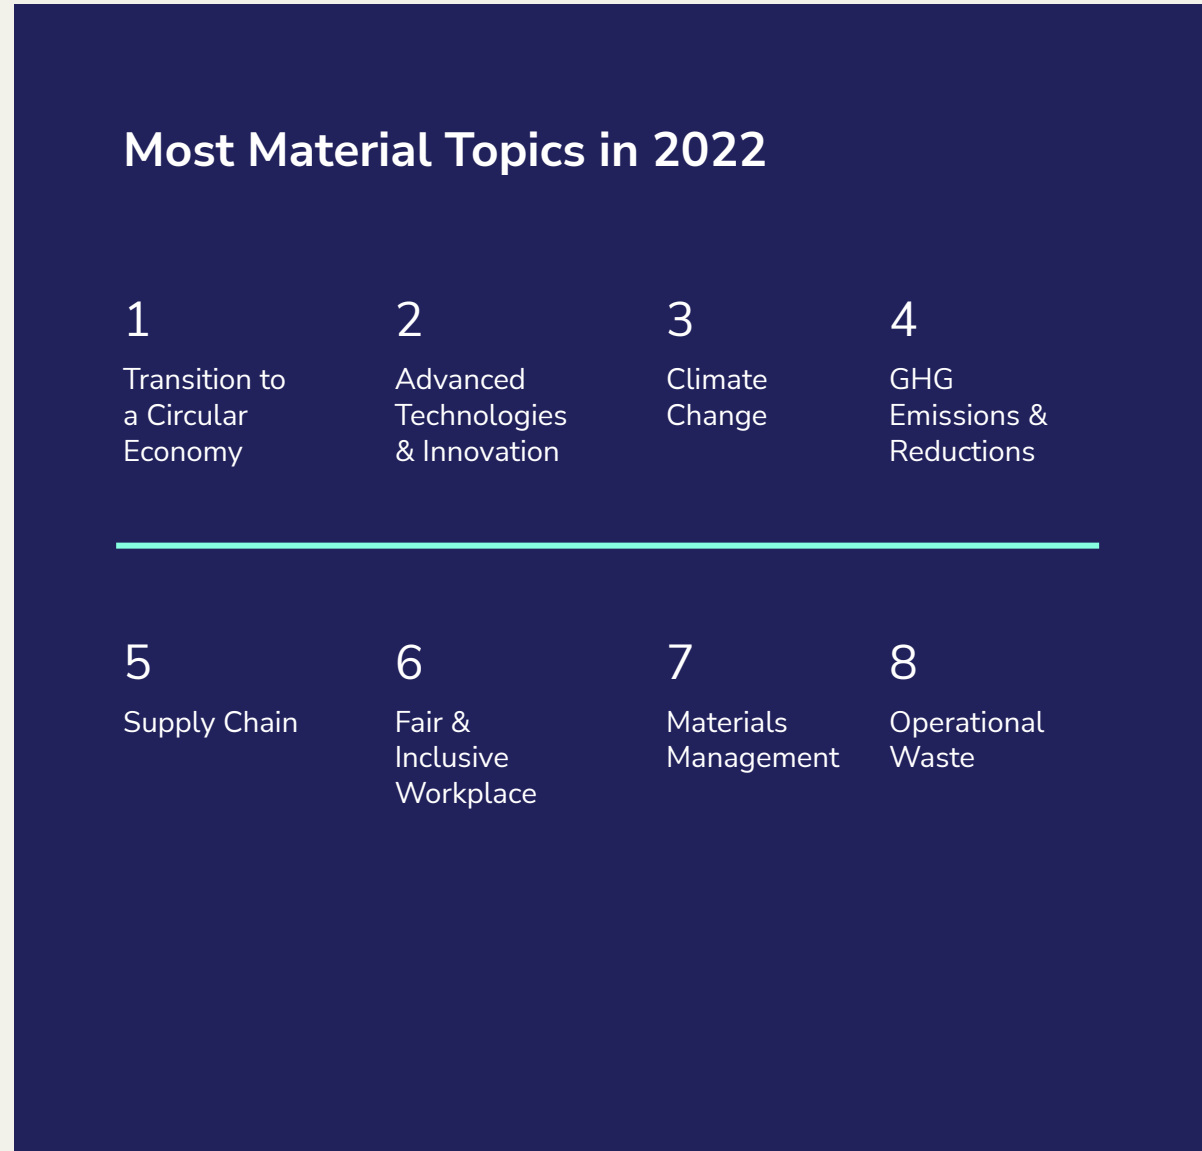 Most Material Topics in 2022
1
Transition to
a Circular
Economy
2
Advanced
Technologies
& Innovation
3
Climate
Change
4
GHG
Emissions &
Reductions
5
Supply Chain
6
Fair &
Inclusive
Workplace
7
Materials
Management
8
Operational
Waste